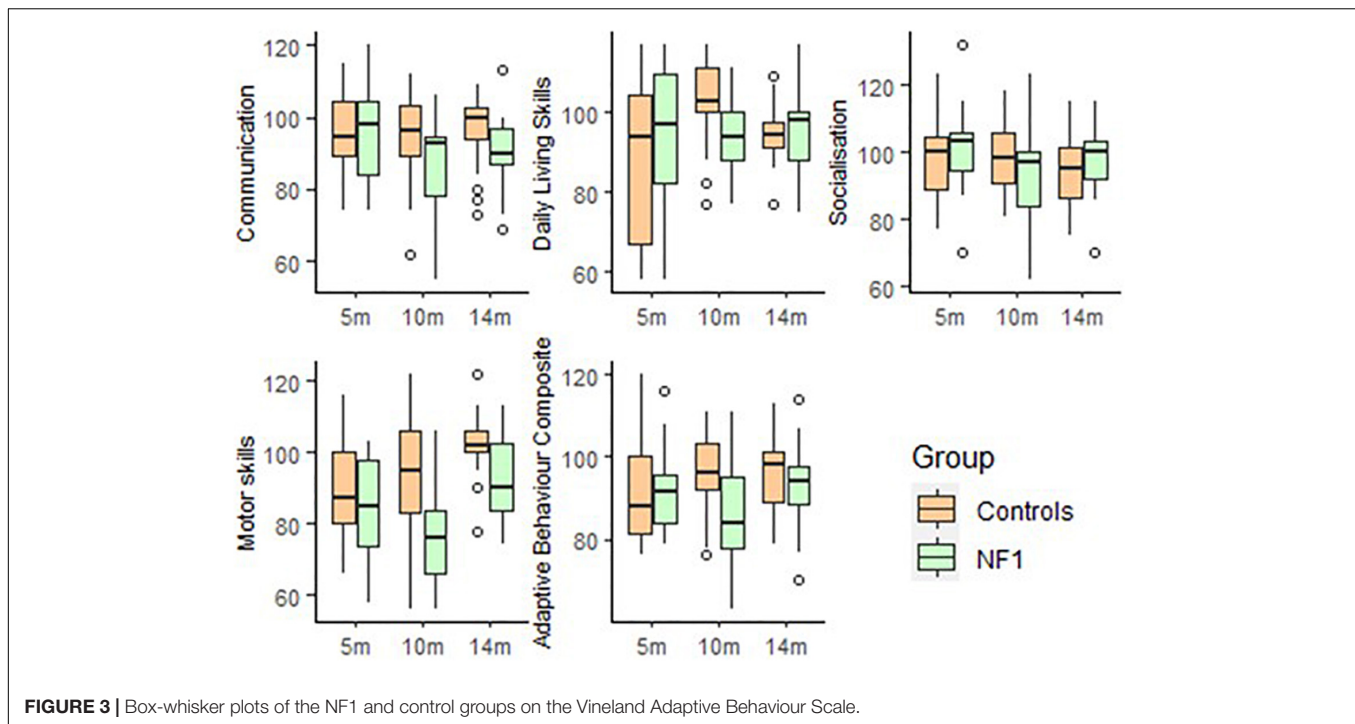 Communication
120
100
80
60
5m 10m 14m
Daily Living Skills
100
80
60
5m 10m 14m
Socialisation
120
100
80
60
5m 10m 14m
Motor skills
120
100
80
60
5m 10m 14m
Adaptive Behaviour Composite
120
100
80
5m 10m 14m
Group
Controls
NF1
FIGURE 3 | Box-whisker plots of the NF1 and control groups on the Vineland Adaptive Behaviour Scale.